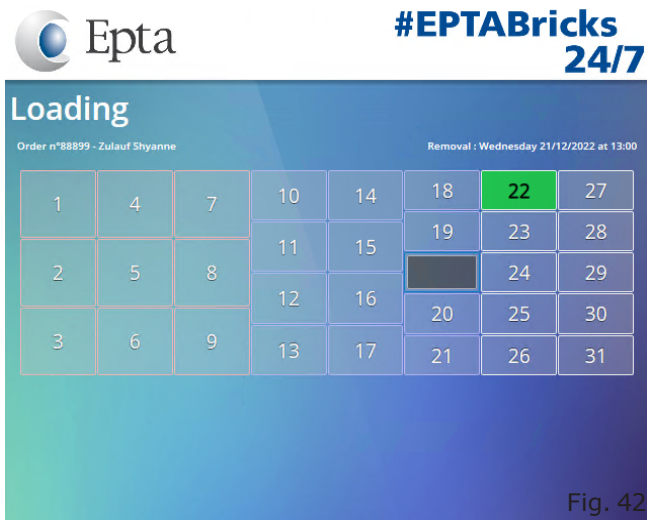 Epta
#EPTABricks
24/7
Loading
Order n°88899 - Zulauf Shyanne
Removal : Wednesday 21/12/2022 at 13:00
1 4 7 10 14 18 22 27
11 15 19 23 28
2 5 8 24 29
12 16 20 25 30
3 6 9 13 17 21 26 31
Fig. 42